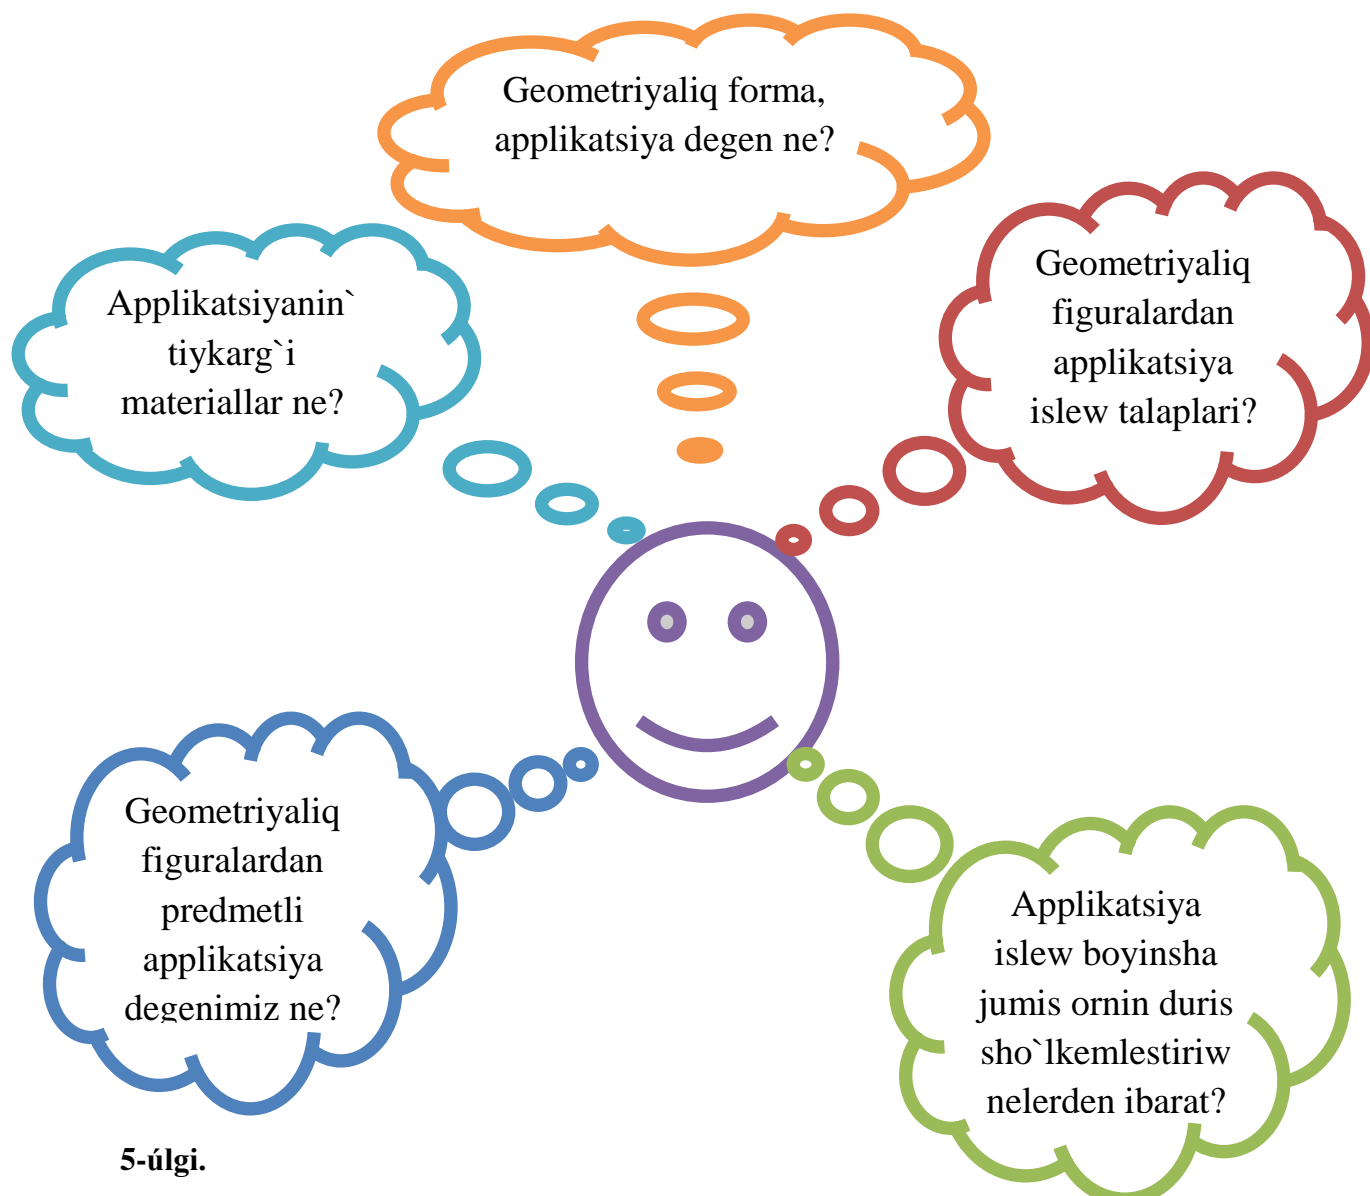 Geometriyaliq forma,
applikatsiya degen ne?
Applikatsiyanin`
tiykarg`i
materiallar ne?
Geometriyaliq
figuralardan
applikatsiya
islew talaplari?
Geometriyaliq
figuralardan
predmetli
applikatsiya
degenimiz ne?
Applikatsiya
islew boyinsha
jumis ornin duris
sho`lkemlestiriw
nelerden ibarat?
5-úlgi.